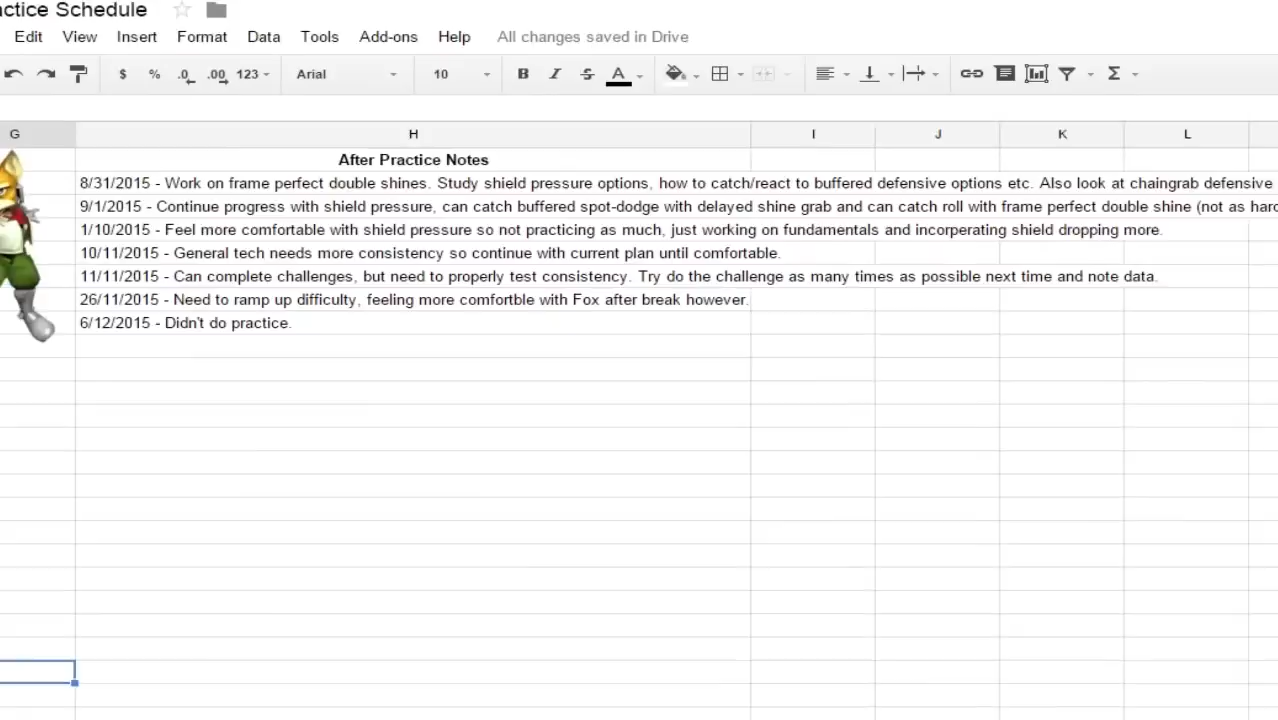 actice Schedule
Edit View Insert Format Data Tools Add-ons Help All changes saved in Drive
$ % .0 .00 123 Arial 10 B I S A Σ
G H I J K L
After Practice Notes
8/31/2015 - Work on frame perfect double shines. Study shield pressure options, how to catch/react to buffered defensive options etc. Also look at chaingrab defensive
9/1/2015 - Continue progress with shield pressure, can catch buffered spot-dodge with delayed shine grab and can catch roll with frame perfect double shine (not as hard
1/10/2015 - Feel more comfortable with shield pressure so not practicing as much, just working on fundamentals and incorperating shield dropping more.
10/11/2015 - General tech needs more consistency so continue with current plan until comfortable.
11/11/2015 - Can complete challenges, but need to properly test consistency. Try do the challenge as many times as possible next time and note data.
26/11/2015 - Need to ramp up difficulty, feeling more comfortble with Fox after break however.
6/12/2015 - Didn't do practice.